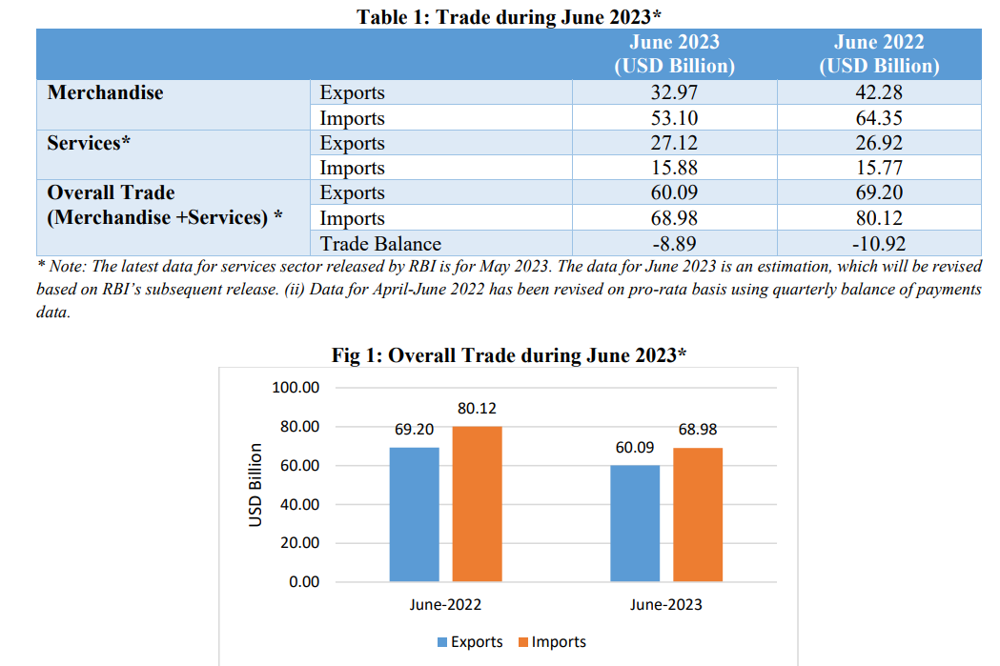 Table 1: Trade during June 2023*
June 2023 June 2022
(USD Billion) (USD Billion)
Merchandise Exports 32.97 42.28
Imports 53.10 64.35
Services* Exports 27.12 26.92
Imports 15.88 15.77
Overall Trade Exports 60.09 69.20
(Merchandise +Services) * Imports 68.98 80.12
Trade Balance -8.89 -10.92
* Note: The latest data for services sector released by RBI is for May 2023. The data for June 2023 is an estimation, which will be revised
based on RBI’s subsequent release. (ii) Data for April-June 2022 has been revised on pro-rata basis using quarterly balance of payments
data.
Fig 1: Overall Trade during June 2023*
100.00
80.12
80.00 69.20 68.98
60.09
60.00
USD Billion
40.00
20.00
0.00
June-2022 June-2023
Exports Imports